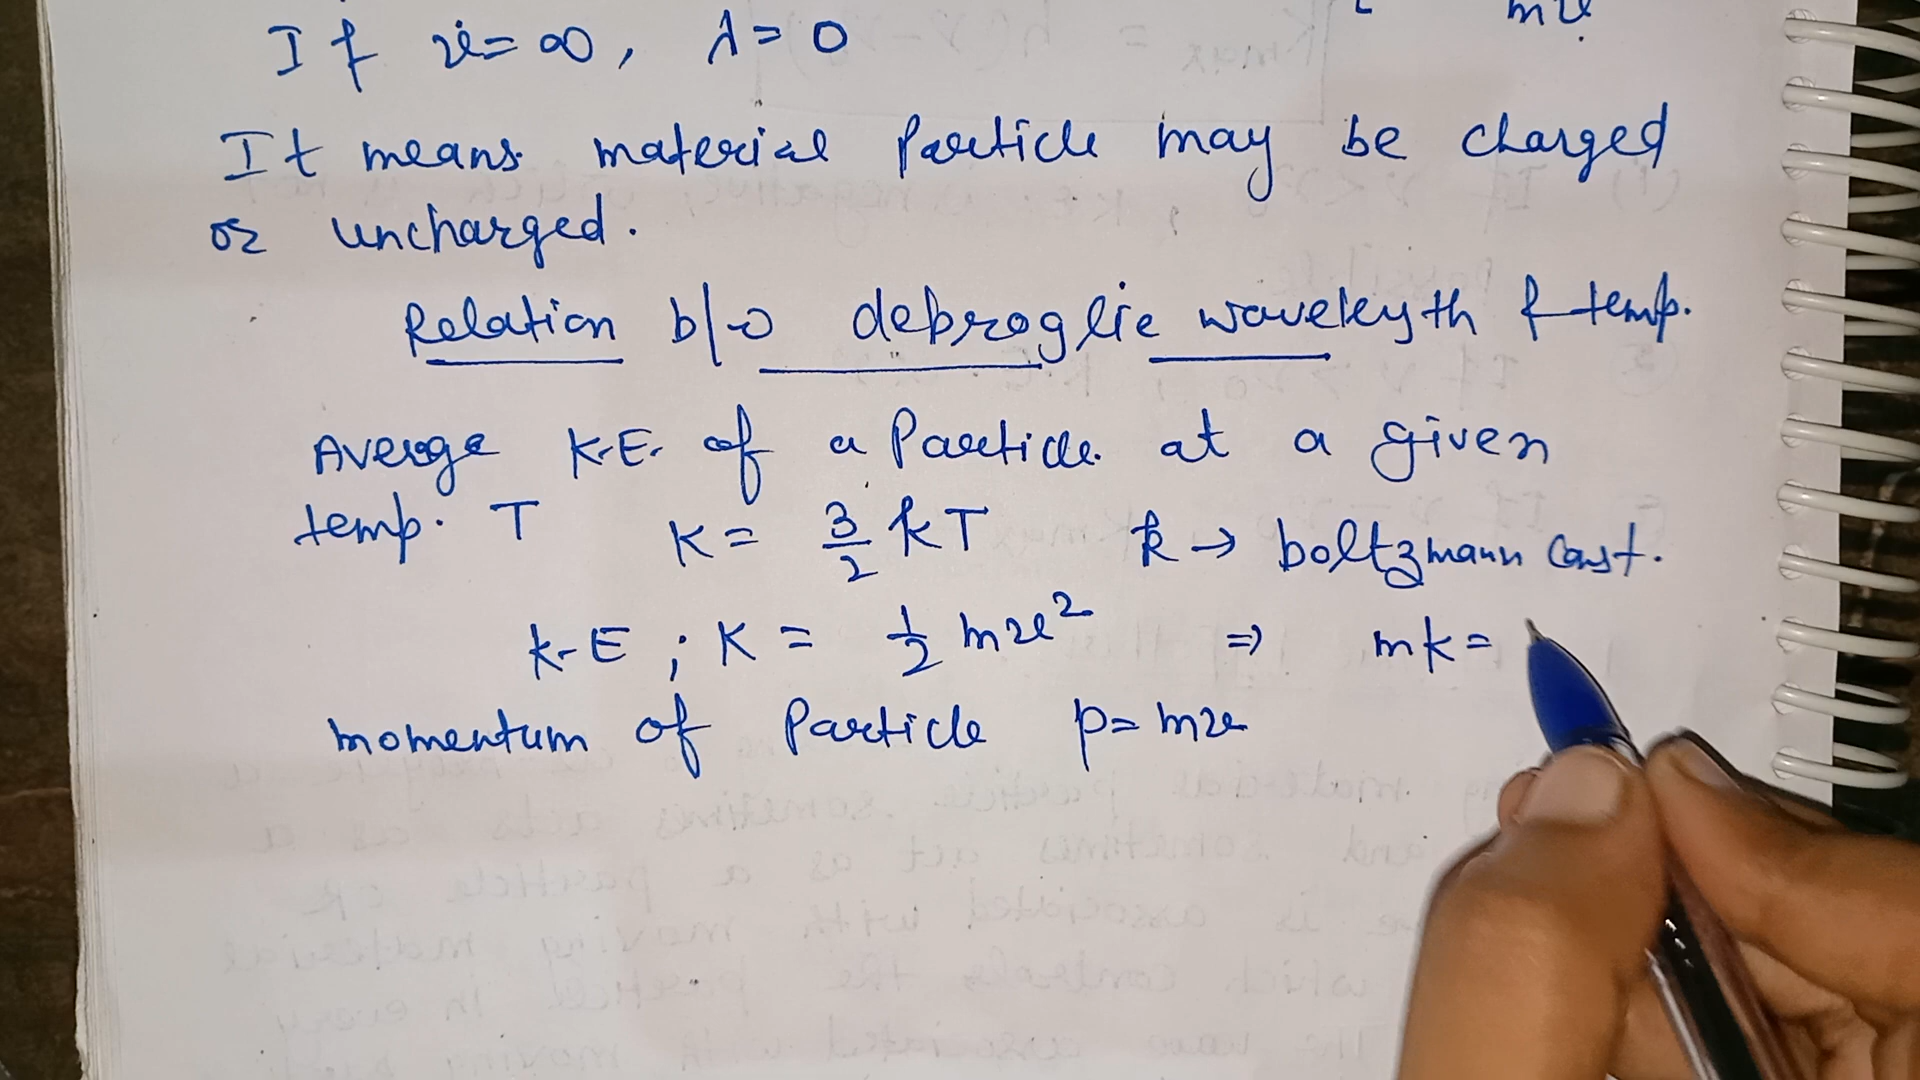 mv
If v = ∞, λ = 0
It means material Particle may be charged
or uncharged.
Relation b/w debroglie wavelength & temp.
Average K.E. of a Particle at a given
temp. T K = 3/2 kT k → boltzmann Const.
k-E ; K = 1/2 mv² ⇒ mk =
momentum of Particle p = mv